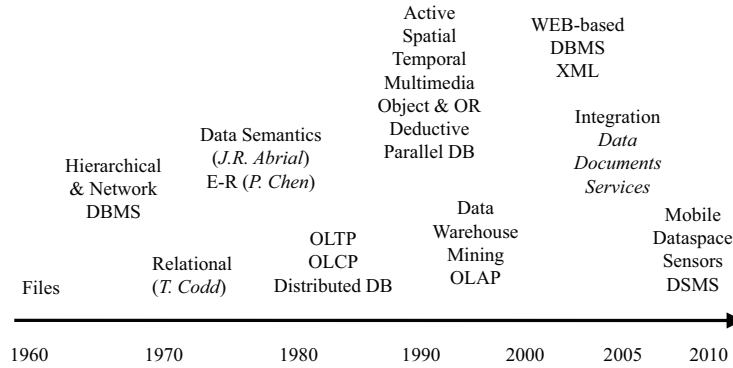 Active
Spatial
Temporal
Multimedia
Object & OR
Deductive
Parallel DB
WEB-based
DBMS
XML
Integration
Data
Documents
Services
Data Semantics
(J.R. Abrial)
E-R (P. Chen)
Hierarchical
& Network
DBMS
Data
Warehouse
Mining
OLAP
Mobile
Dataspace
Sensors
DSMS
OLTP
OLCP
Distributed DB
Relational
(T. Codd)
Files
1960 1970 1980 1990 2000 2005 2010